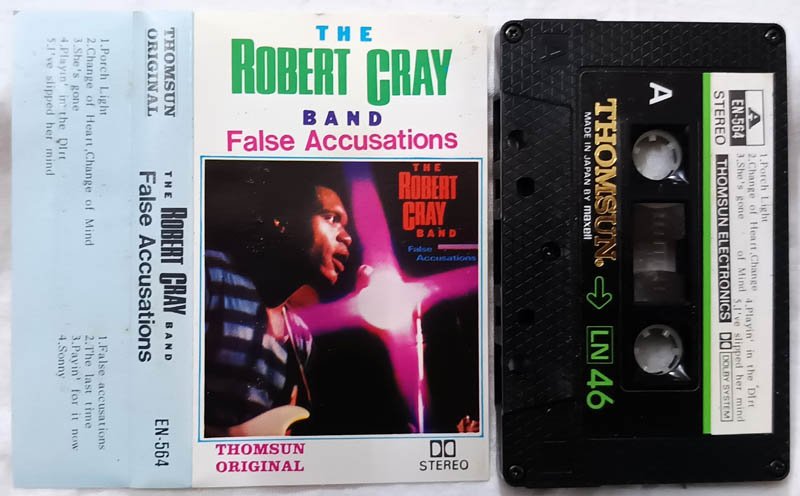 THOMSUN
ORIGINAL
1.Porch Light
2.Change of Heart,Change of Mind
3.She's gone
4.Playin' in the DIrt
5.I've slipped her mind
1.False accusations
2.The last time
3.Payin' for it now
4.Sonny
THE ROBERT CRAY BAND
False Accusations
EN-564
THE
ROBERT CRAY
BAND
False Accusations
THE
ROBERT
CRAY
BAND
False
Accusations
THOMSUN
ORIGINAL
STEREO
A
THOMSUN.
MADE IN JAPAN BY maxell
LN 46
A
EN-564
STEREO
1.Porch Light
2.Change of Heart,Change
of Mind
3.She's gone
4.Playin' in the DIrt
5.I've slipped her mind
THOMSUN ELECTRONICS
DOLBY SYSTEM